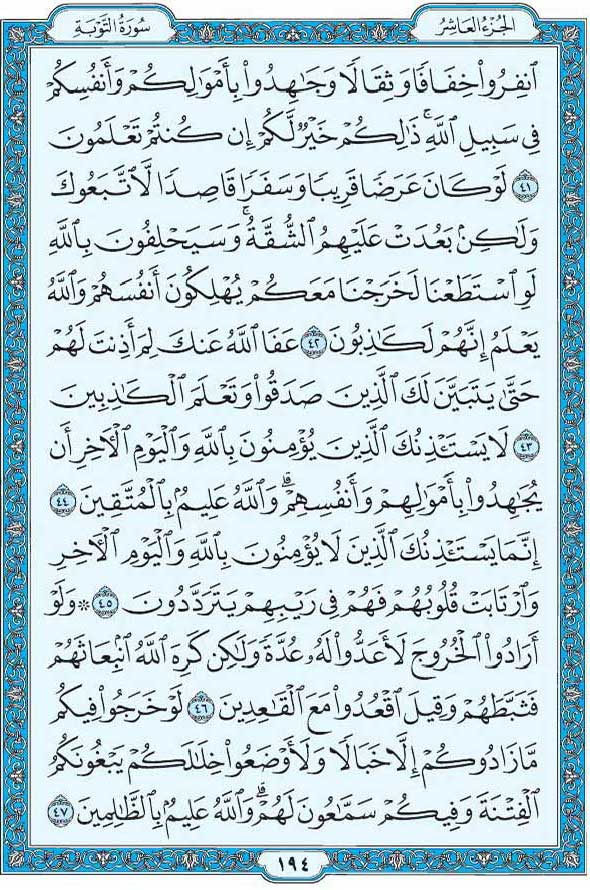 الجزء العاشر
سورة التوبة
ٱنفِرُوا۟ خِفَافًا وَثِقَالًا وَجَٰهِدُوا۟ بِأَمْوَٰلِكُمْ وَأَنفُسِكُمْ
فِى سَبِيلِ ٱللَّهِ ۚ ذَٰلِكُمْ خَيْرٌ لَّكُمْ إِن كُنتُمْ تَعْلَمُونَ
٤١ لَوْ كَانَ عَرَضًا قَرِيبًا وَسَفَرًا قَاصِدًا لَّٱتَّبَعُوكَ
وَلَٰكِنۢ بَعُدَتْ عَلَيْهِمُ ٱلشُّقَّةُ ۚ وَسَيَحْلِفُونَ بِٱللَّهِ
لَوِ ٱسْتَطَعْنَا لَخَرَجْنَا مَعَكُمْ يُهْلِكُونَ أَنفُسَهُمْ وَٱللَّهُ
يَعْلَمُ إِنَّهُمْ لَكَٰذِبُونَ ٤٢ عَفَا ٱللَّهُ عَنكَ لِمَ أَذِنتَ لَهُمْ
حَتَّىٰ يَتَبَيَّنَ لَكَ ٱلَّذِينَ صَدَقُوا۟ وَتَعْلَمَ ٱلْكَٰذِبِينَ
٤٣ لَا يَسْتَـْٔذِنُكَ ٱلَّذِينَ يُؤْمِنُونَ بِٱللَّهِ وَٱلْيَوْمِ ٱلْـَٔاخِرِ أَن
يُجَٰهِدُوا۟ بِأَمْوَٰلِهِمْ وَأَنفُسِهِمْ ۗ وَٱللَّهُ عَلِيمٌۢ بِٱلْمُتَّقِينَ ٤٤
إِنَّمَا يَسْتَـْٔذِنُكَ ٱلَّذِينَ لَا يُؤْمِنُونَ بِٱللَّهِ وَٱلْيَوْمِ ٱلْـَٔاخِرِ
وَٱرْتَابَتْ قُلُوبُهُمْ فَهُمْ فِى رَيْبِهِمْ يَتَرَدَّدُونَ ٤٥ ۞ وَلَوْ
أَرَادُوا۟ ٱلْخُرُوجَ لَأَعَدُّوا۟ لَهُۥ عُدَّةً وَلَٰكِن كَرِهَ ٱللَّهُ ٱنۢبِعَاثَهُمْ
فَثَبَّطَهُمْ وَقِيلَ ٱقْعُدُوا۟ مَعَ ٱلْقَٰعِدِينَ ٤٦ لَوْ خَرَجُوا۟ فِيكُم
مَّا زَادُوكُمْ إِلَّا خَبَالًا وَلَأَوْضَعُوا۟ خِلَٰلَكُمْ يَبْغُونَكُمُ
ٱلْفِتْنَةَ وَفِيكُمْ سَمَّٰعُونَ لَهُمْ ۗ وَٱللَّهُ عَلِيمٌۢ بِٱلظَّٰلِمِينَ ٤٧
١٩٤